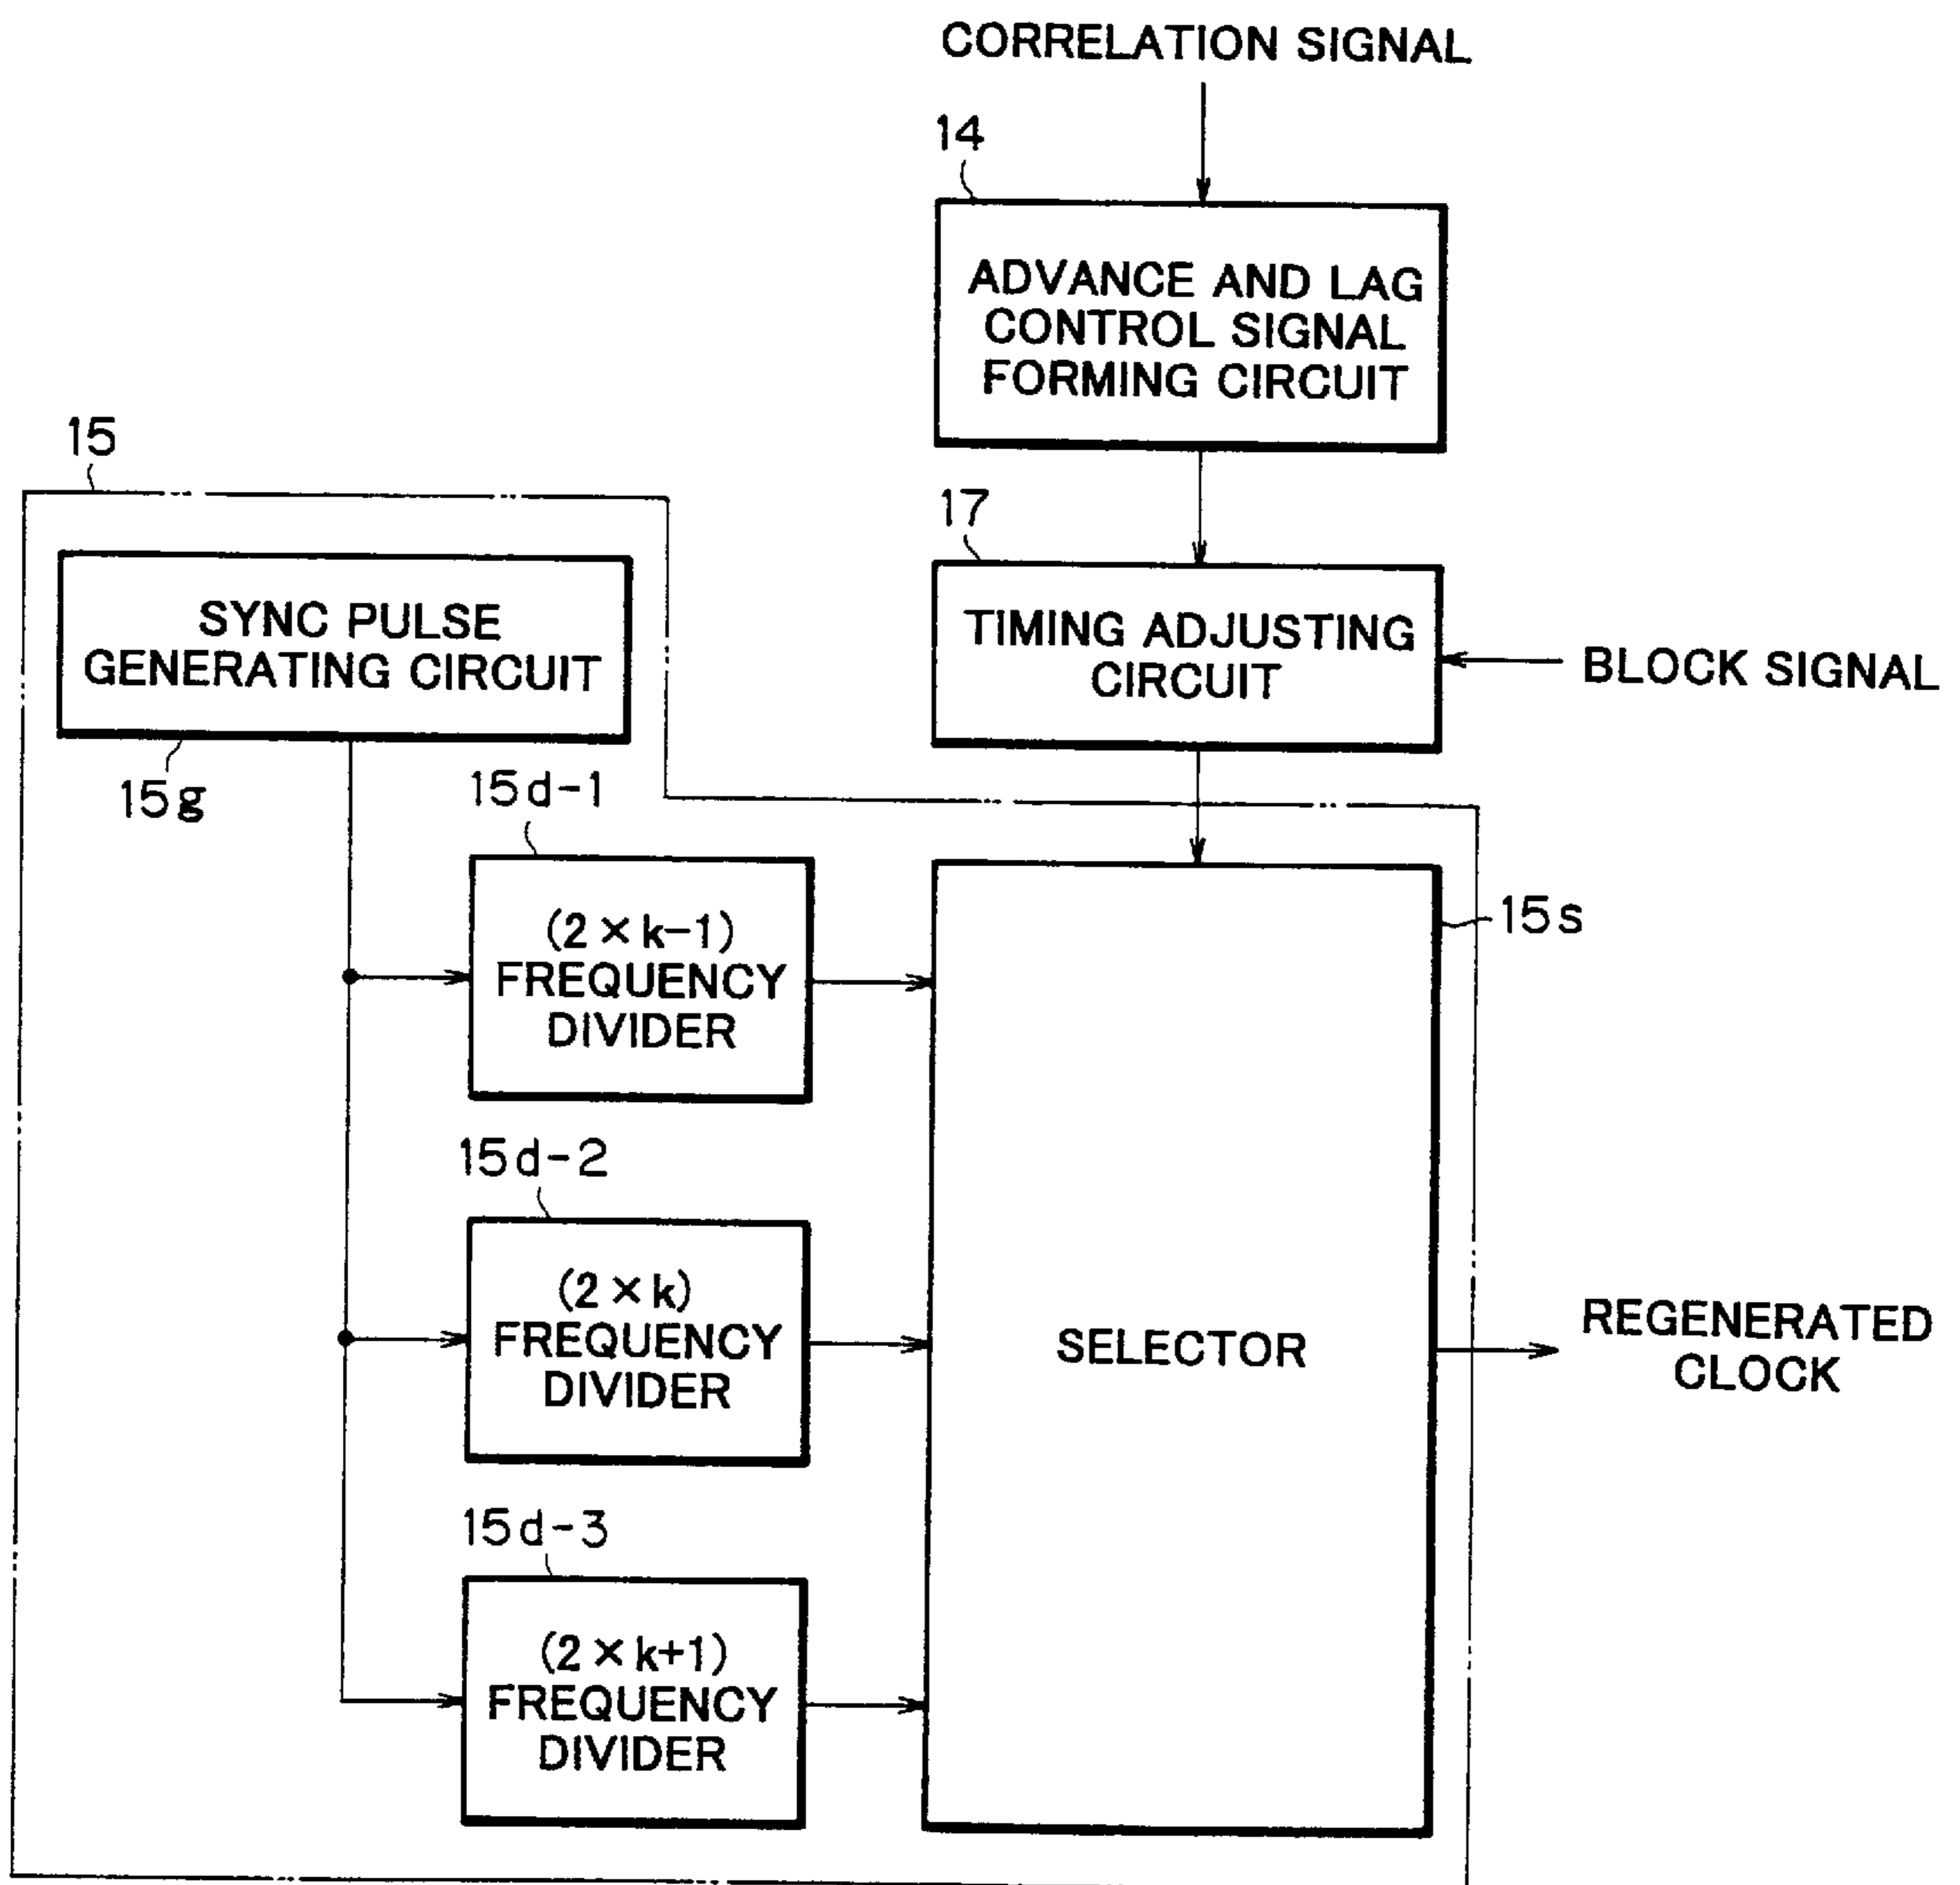 CORRELATION SIGNAL
14
ADVANCE AND LAG
CONTROL SIGNAL
FORMING CIRCUIT
15
17
SYNC PULSE
GENERATING CIRCUIT
15g
TIMING ADJUSTING
CIRCUIT
BLOCK SIGNAL
15d-1
(2×k-1)
FREQUENCY
DIVIDER
15s
15d-2
(2×k)
FREQUENCY
DIVIDER
SELECTOR
REGENERATED
CLOCK
15d-3
(2×k+1)
FREQUENCY
DIVIDER